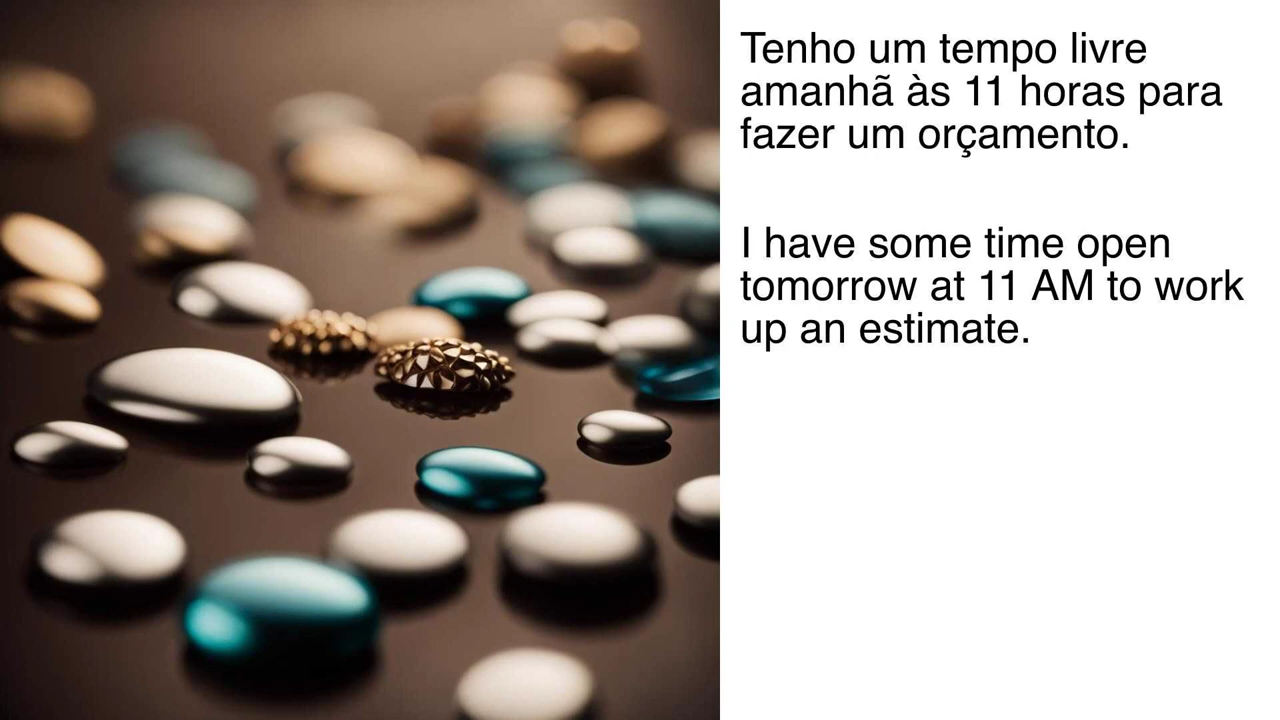 Tenho um tempo livre
amanhã às 11 horas para
fazer um orçamento.
I have some time open
tomorrow at 11 AM to work
up an estimate.